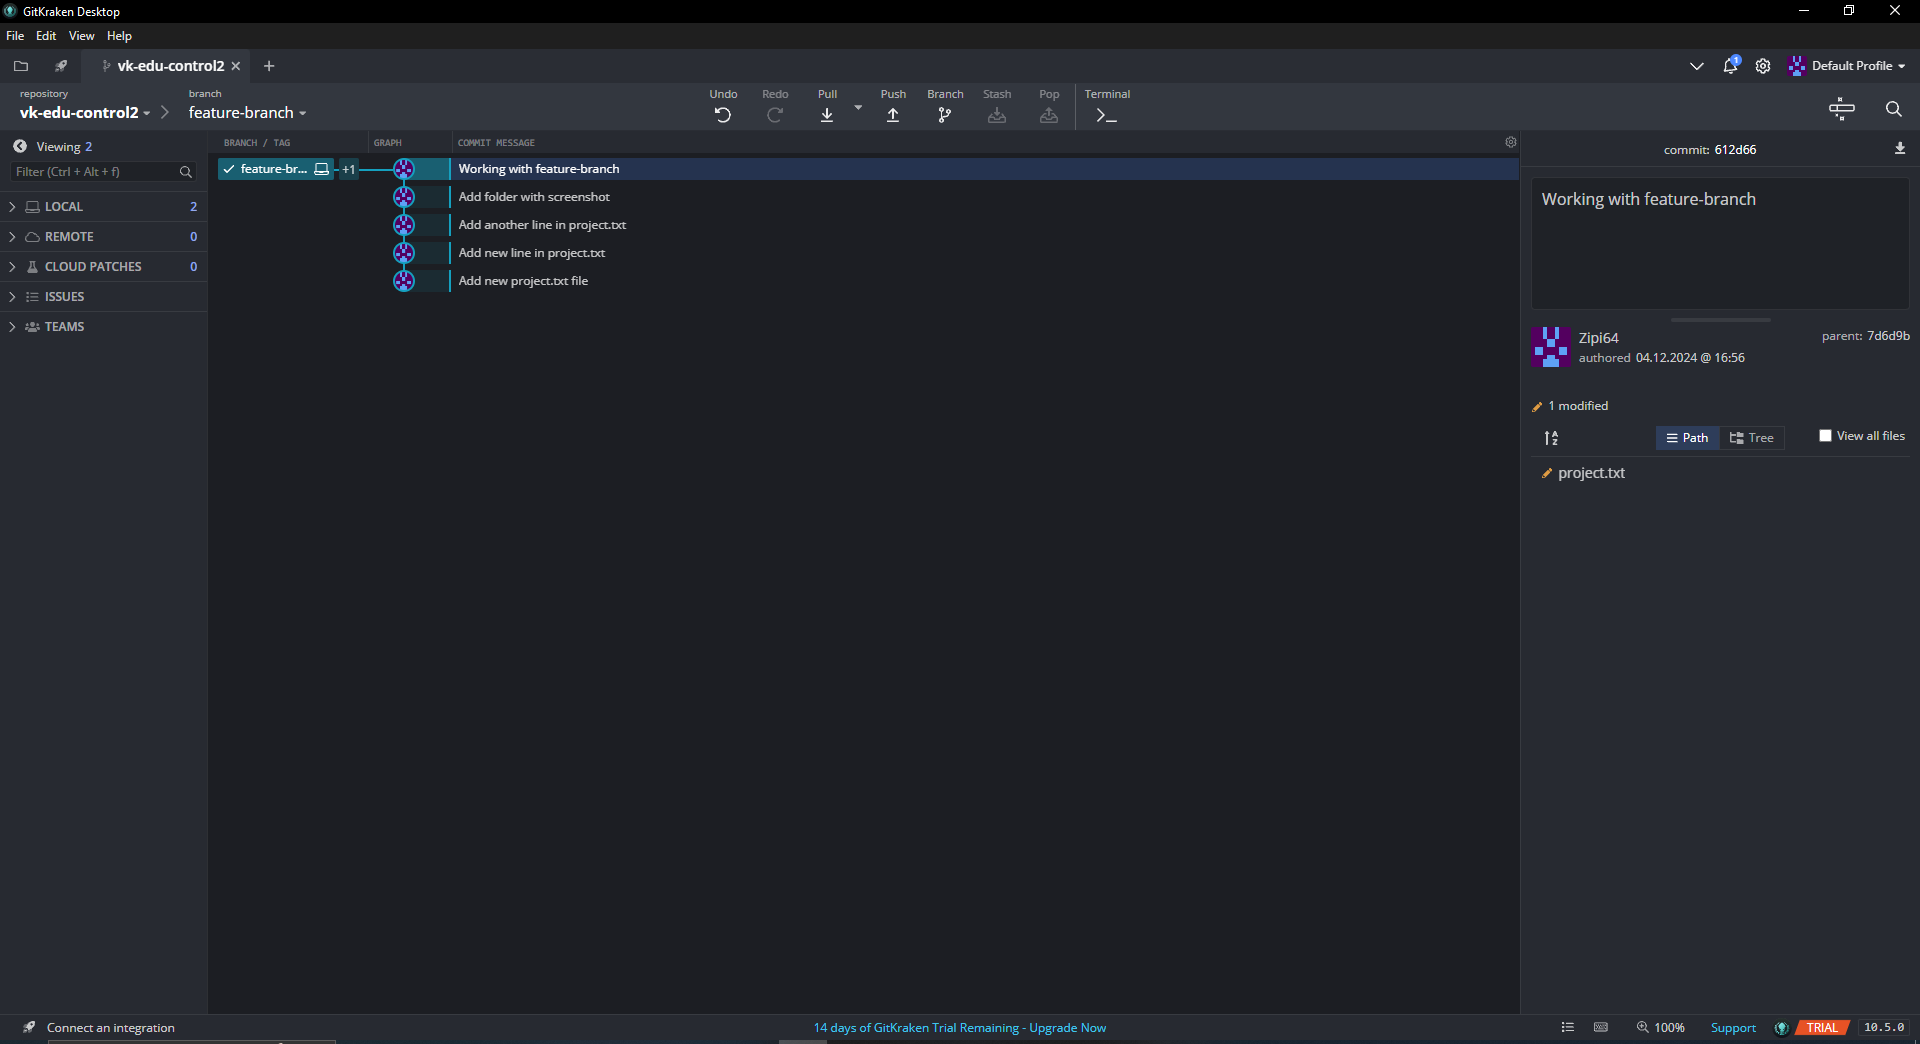 GitKraken Desktop
File Edit View Help
vk-edu-control2
1
Default Profile
repository
vk-edu-control2
branch
feature-branch
Undo Redo Pull Push Branch Stash Pop Terminal
Viewing 2
Filter (Ctrl + Alt + f)
LOCAL 2
REMOTE 0
CLOUD PATCHES 0
ISSUES
TEAMS
BRANCH / TAG GRAPH COMMIT MESSAGE
feature-br... +1 Working with feature-branch
Add folder with screenshot
Add another line in project.txt
Add new line in project.txt
Add new project.txt file
commit: 612d66
Working with feature-branch
Zipi64
authored 04.12.2024 @ 16:56
parent: 7d6d9b
1 modified
A Z
Path Tree View all files
project.txt
Connect an integration
14 days of GitKraken Trial Remaining - Upgrade Now
100% Support TRIAL 10.5.0